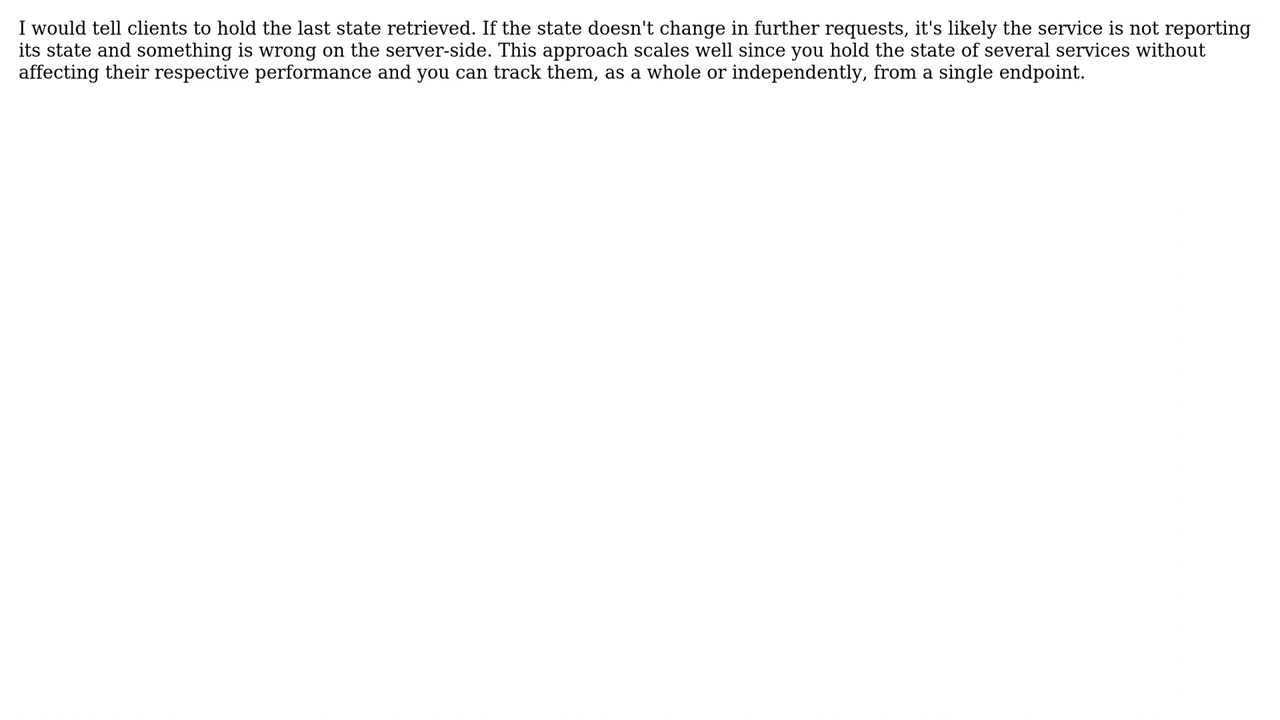 I would tell clients to hold the last state retrieved. If the state doesn't change in further requests, it's likely the service is not reporting
its state and something is wrong on the server-side. This approach scales well since you hold the state of several services without
affecting their respective performance and you can track them, as a whole or independently, from a single endpoint.